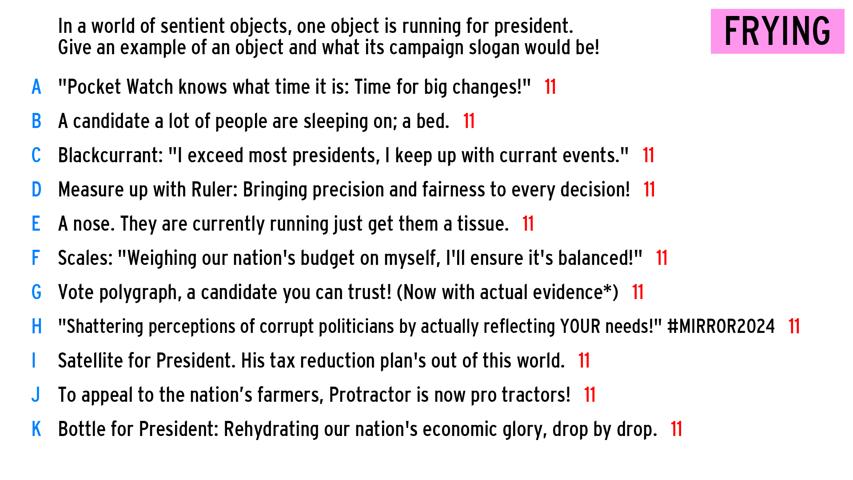 In a world of sentient objects, one object is running for president.
Give an example of an object and what its campaign slogan would be!
FRYING
A "Pocket Watch knows what time it is: Time for big changes!" 11
B A candidate a lot of people are sleeping on; a bed. 11
C Blackcurrant: "I exceed most presidents, I keep up with currant events." 11
D Measure up with Ruler: Bringing precision and fairness to every decision! 11
E A nose. They are currently running just get them a tissue. 11
F Scales: "Weighing our nation's budget on myself, I'll ensure it's balanced!" 11
G Vote polygraph, a candidate you can trust! (Now with actual evidence*) 11
H "Shattering perceptions of corrupt politicians by actually reflecting YOUR needs!" #MIRROR2024 11
I Satellite for President. His tax reduction plan's out of this world. 11
J To appeal to the nation’s farmers, Protractor is now pro tractors! 11
K Bottle for President: Rehydrating our nation's economic glory, drop by drop. 11